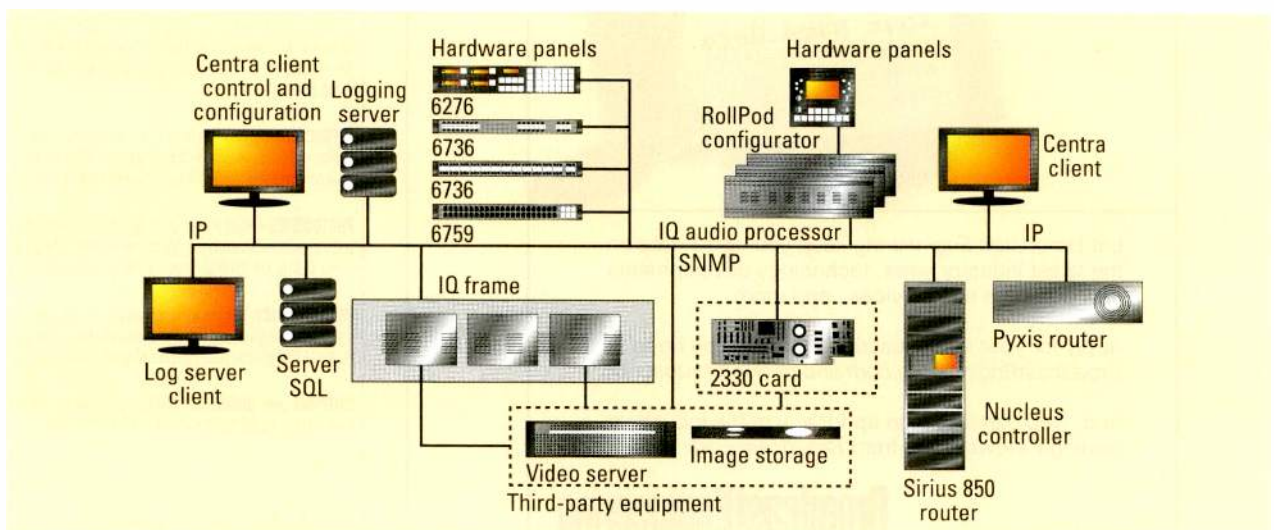 Hardware panels
Hardware panels
Centra client
control and
configuration
Logging
server
6276
6736
6736
6759
RollPod
configurator
Centra
client
IP
IQ audio processor
IP
SNMP
IQ frame
Log server
client
Server
SQL
2330 card
Pyxis router
Video server
Image storage
Third-party equipment
Nucleus
controller
Sirius 850
router